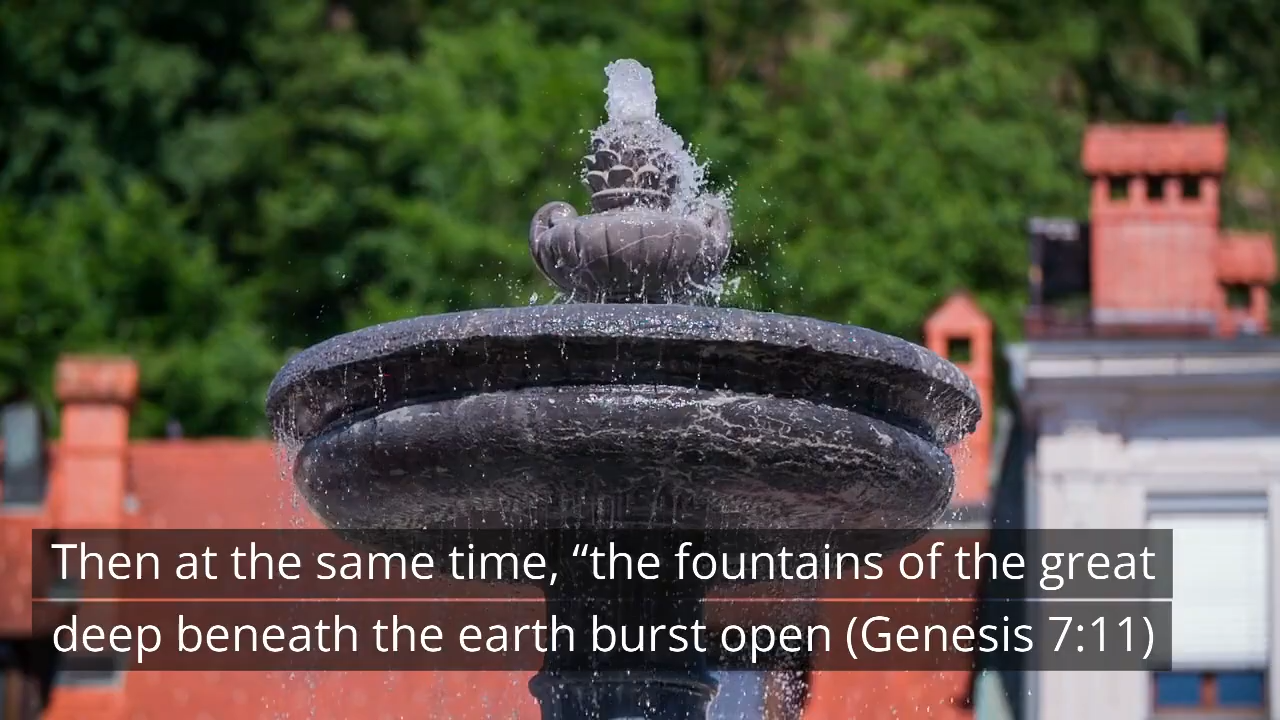 Then at the same time, “the fountains of the great
deep beneath the earth burst open (Genesis 7:11)